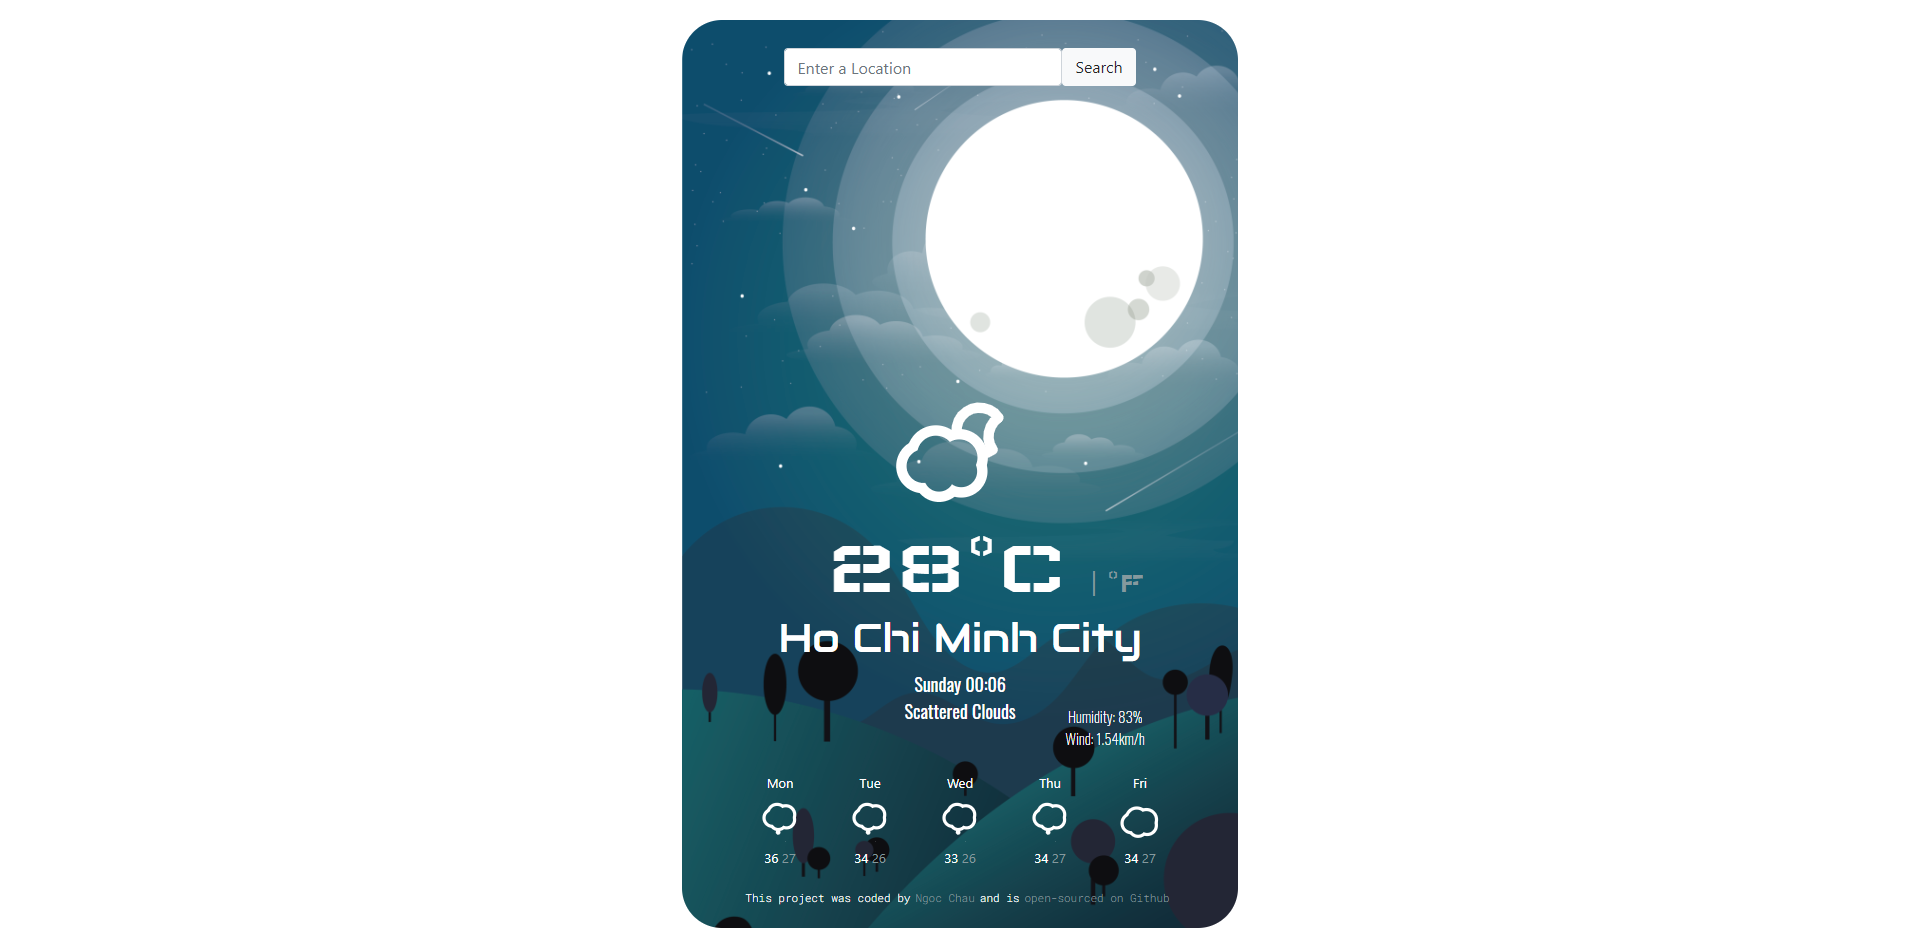 Enter a Location Search
28°C | °F
Ho Chi Minh City
Sunday 00:06
Scattered Clouds
Humidity: 83%
Wind: 1.54km/h
Mon Tue Wed Thu Fri
36 27 34 26 33 26 34 27 34 27
This project was coded by Ngoc Chau and is open-sourced on Github